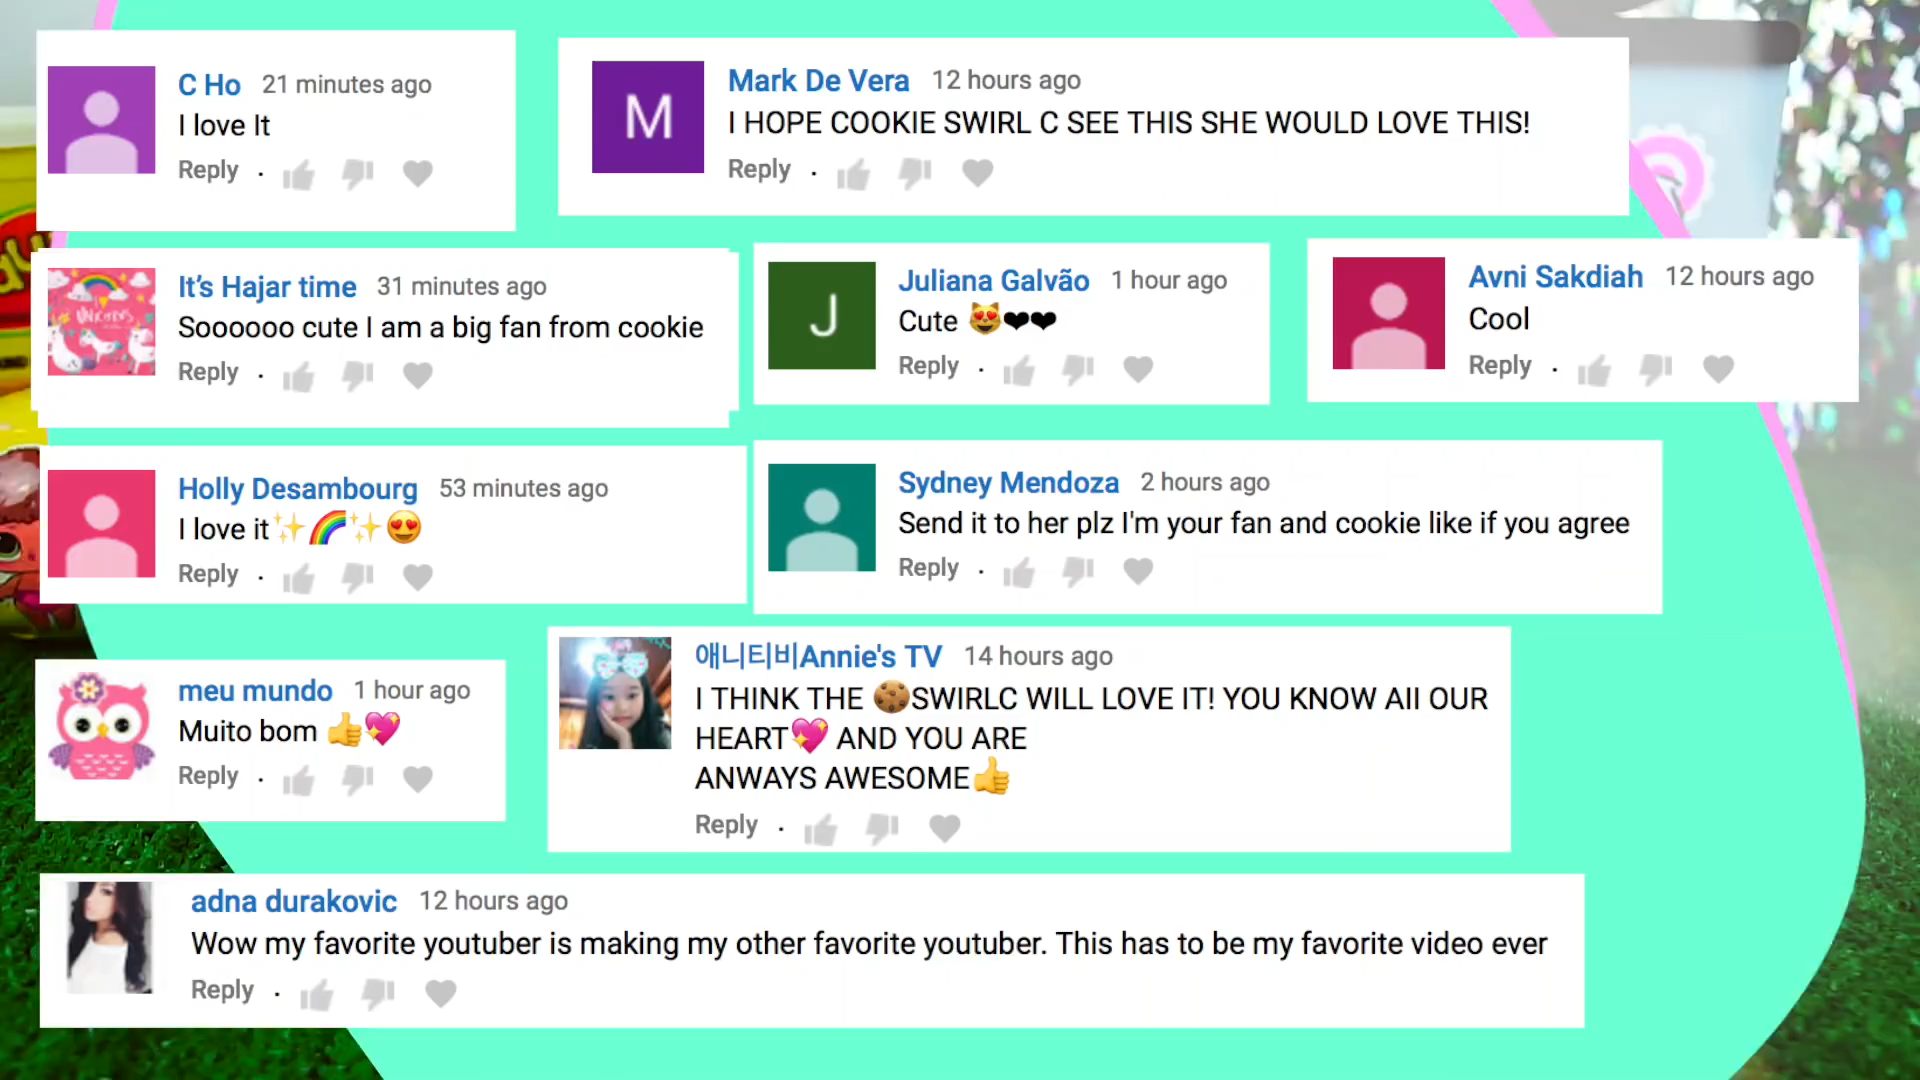 C Ho 21 minutes ago
I love It
Reply
Mark De Vera 12 hours ago
I HOPE COOKIE SWIRL C SEE THIS SHE WOULD LOVE THIS!
Reply
It’s Hajar time 31 minutes ago
Soooooo cute I am a big fan from cookie
Reply
Juliana Galvão 1 hour ago
Cute 😻❤❤
Reply
Avni Sakdiah 12 hours ago
Cool
Reply
Holly Desambourg 53 minutes ago
I love it✨🌈✨😍
Reply
Sydney Mendoza 2 hours ago
Send it to her plz I'm your fan and cookie like if you agree
Reply
meu mundo 1 hour ago
Muito bom 👍💖
Reply
애니티비Annie's TV 14 hours ago
I THINK THE 🍪SWIRLC WILL LOVE IT! YOU KNOW All OUR
HEART💖 AND YOU ARE
ANWAYS AWESOME👍
Reply
adna durakovic 12 hours ago
Wow my favorite youtuber is making my other favorite youtuber. This has to be my favorite video ever
Reply
M
J
UNICORNS